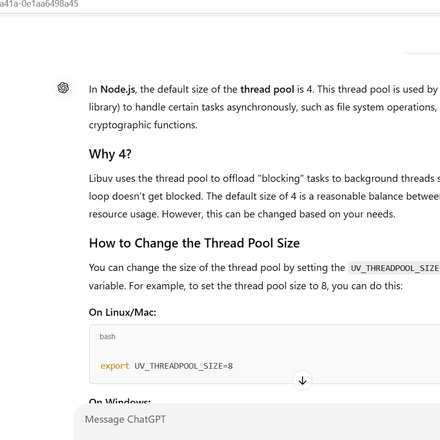 a41a-0e1aa6498a45
In Node.js, the default size of the thread pool is 4. This thread pool is used by
library) to handle certain tasks asynchronously, such as file system operations,
cryptographic functions.
Why 4?
Libuv uses the thread pool to offload "blocking" tasks to background threads s
loop doesn't get blocked. The default size of 4 is a reasonable balance betwee
resource usage. However, this can be changed based on your needs.
How to Change the Thread Pool Size
You can change the size of the thread pool by setting the UV_THREADPOOL_SIZE
variable. For example, to set the thread pool size to 8, you can do this:
On Linux/Mac:
bash
export UV_THREADPOOL_SIZE=8
On Windows:
Message ChatGPT